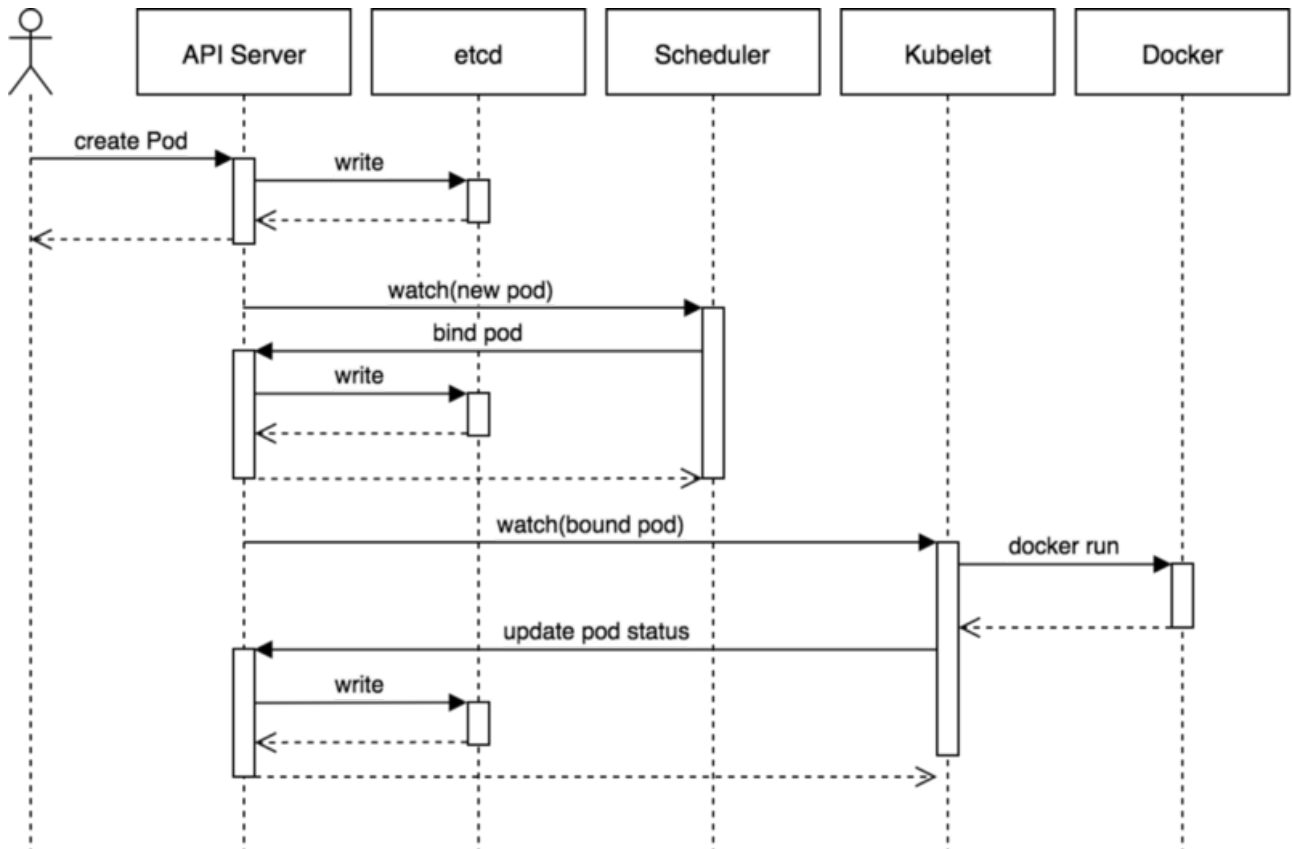 API Server
etcd
Scheduler
Kubelet
Docker
create Pod
write
watch(new pod)
bind pod
write
watch(bound pod)
docker run
update pod status
write